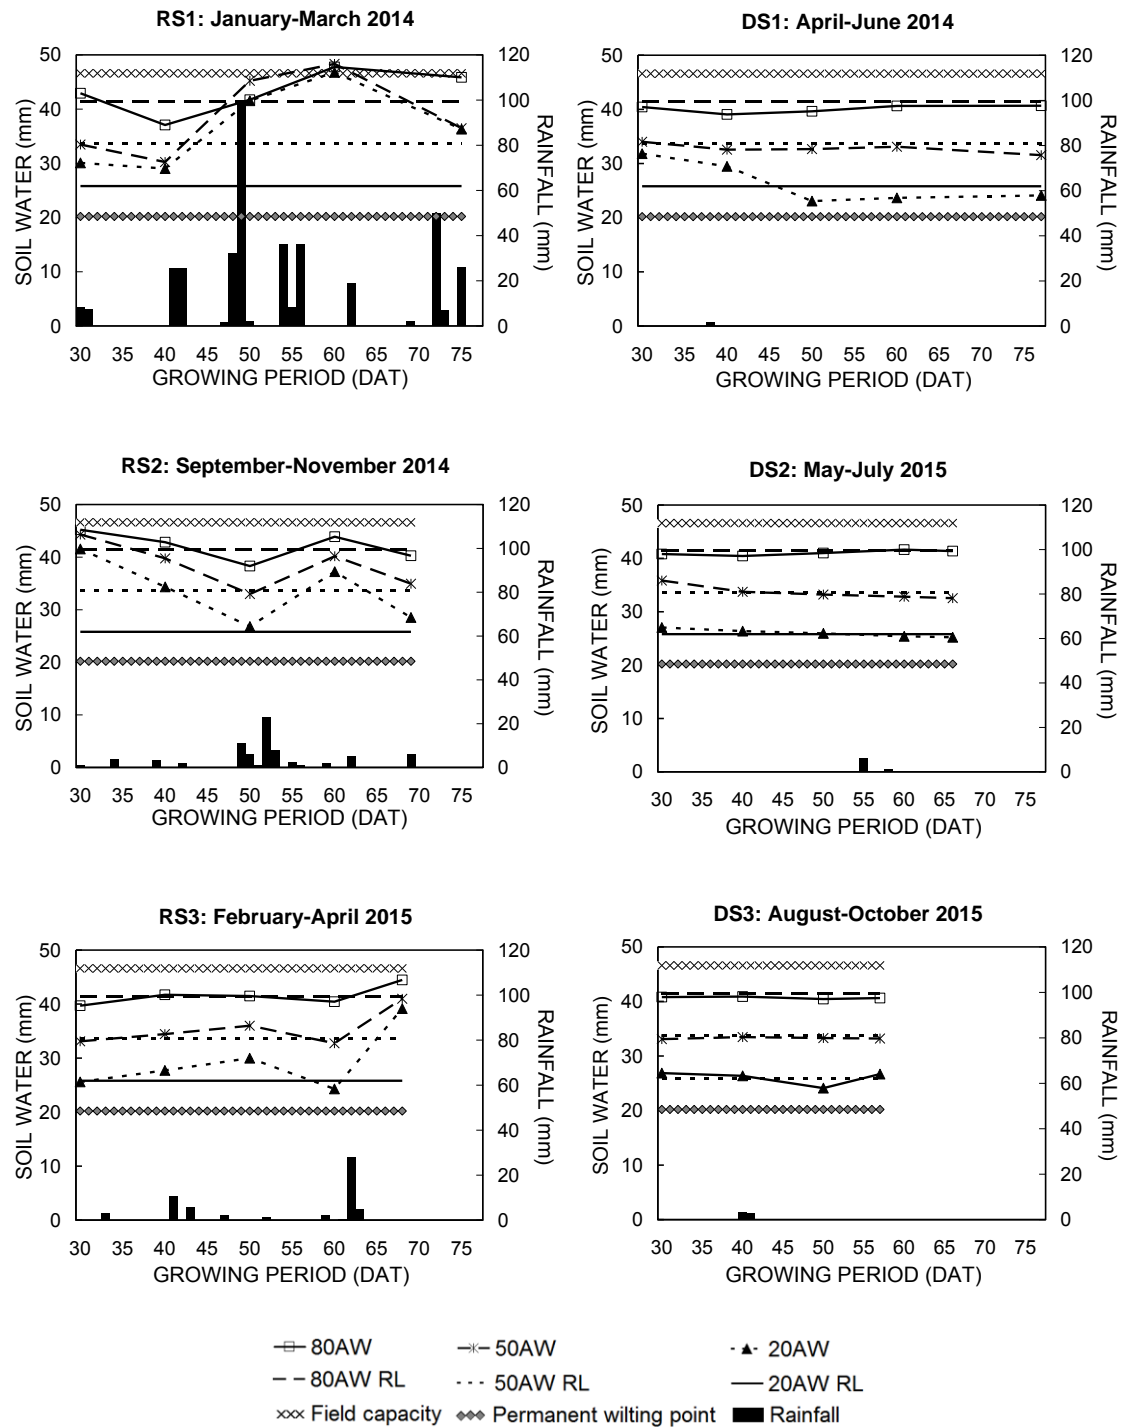 RS1: January-March 2014
SOIL WATER (mm)
50
40
30
20
10
0
120
100
80
60
40
20
0
RAINFALL (mm)
30 35 40 45 50 55 60 65 70 75
GROWING PERIOD (DAT)
DS1: April-June 2014
SOIL WATER (mm)
50
40
30
20
10
0
120
100
80
60
40
20
0
RAINFALL (mm)
30 35 40 45 50 55 60 65 70 75
GROWING PERIOD (DAT)
RS2: September-November 2014
SOIL WATER (mm)
50
40
30
20
10
0
120
100
80
60
40
20
0
RAINFALL (mm)
30 35 40 45 50 55 60 65 70 75
GROWING PERIOD (DAT)
DS2: May-July 2015
SOIL WATER (mm)
50
40
30
20
10
0
120
100
80
60
40
20
0
RAINFALL (mm)
30 35 40 45 50 55 60 65 70 75
GROWING PERIOD (DAT)
RS3: February-April 2015
SOIL WATER (mm)
50
40
30
20
10
0
120
100
80
60
40
20
0
RAINFALL (mm)
30 35 40 45 50 55 60 65 70 75
GROWING PERIOD (DAT)
DS3: August-October 2015
SOIL WATER (mm)
50
40
30
20
10
0
120
100
80
60
40
20
0
RAINFALL (mm)
30 35 40 45 50 55 60 65 70 75
GROWING PERIOD (DAT)
80AW 50AW 20AW
80AW RL 50AW RL 20AW RL
Field capacity Permanent wilting point Rainfall